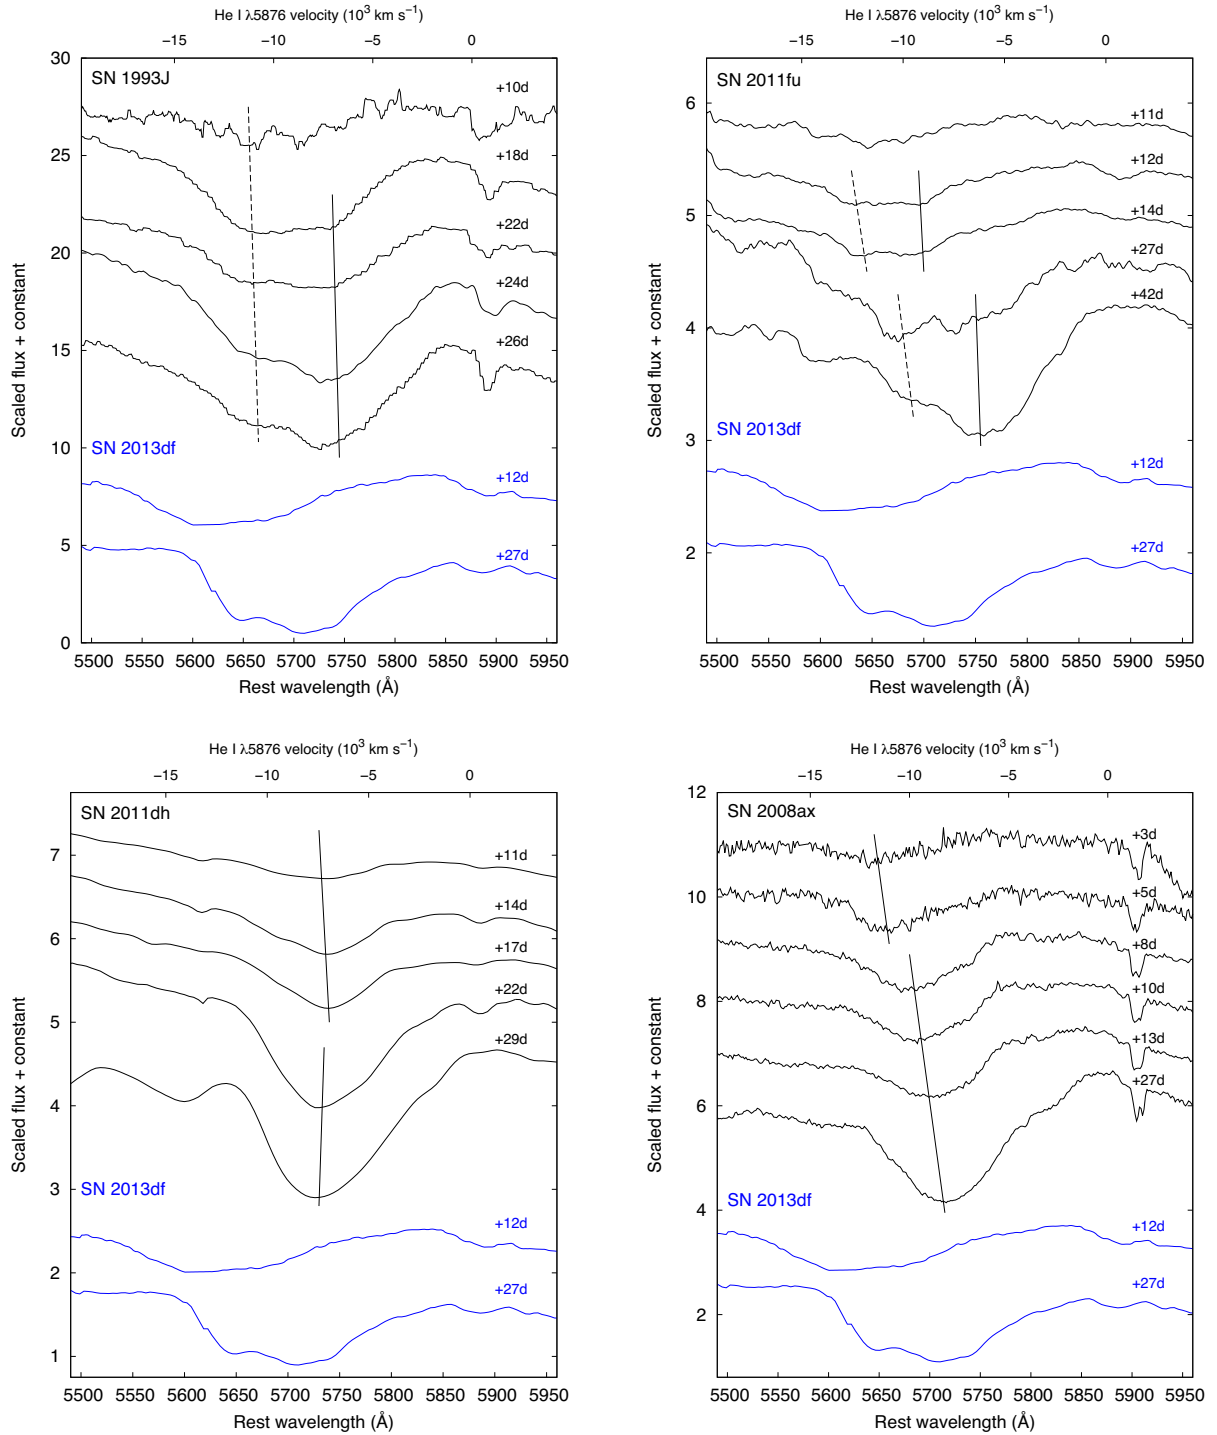 He I λ5876 velocity (10³ km s⁻¹)
−15 −10 −5 0
30
25
20
15
10
5
0
Scaled flux + constant
SN 1993J
+10d
+18d
+22d
+24d
+26d
SN 2013df
+12d
+27d
5500 5550 5600 5650 5700 5750 5800 5850 5900 5950
Rest wavelength (Å)
He I λ5876 velocity (10³ km s⁻¹)
−15 −10 −5 0
6
5
4
3
2
Scaled flux + constant
SN 2011fu
+11d
+12d
+14d
+27d
+42d
SN 2013df
+12d
+27d
5500 5550 5600 5650 5700 5750 5800 5850 5900 5950
Rest wavelength (Å)
He I λ5876 velocity (10³ km s⁻¹)
−15 −10 −5 0
7
6
5
4
3
2
1
Scaled flux + constant
SN 2011dh
+11d
+14d
+17d
+22d
+29d
SN 2013df
+12d
+27d
5500 5550 5600 5650 5700 5750 5800 5850 5900 5950
Rest wavelength (Å)
He I λ5876 velocity (10³ km s⁻¹)
−15 −10 −5 0
12
10
8
6
4
2
Scaled flux + constant
SN 2008ax
+3d
+5d
+8d
+10d
+13d
+27d
SN 2013df
+12d
+27d
5500 5550 5600 5650 5700 5750 5800 5850 5900 5950
Rest wavelength (Å)